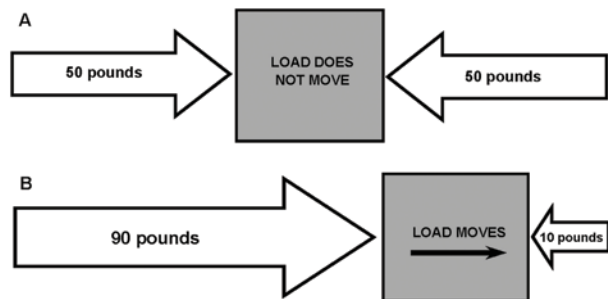 A
50 pounds
LOAD DOES
NOT MOVE
50 pounds
B
90 pounds
LOAD MOVES
10 pounds